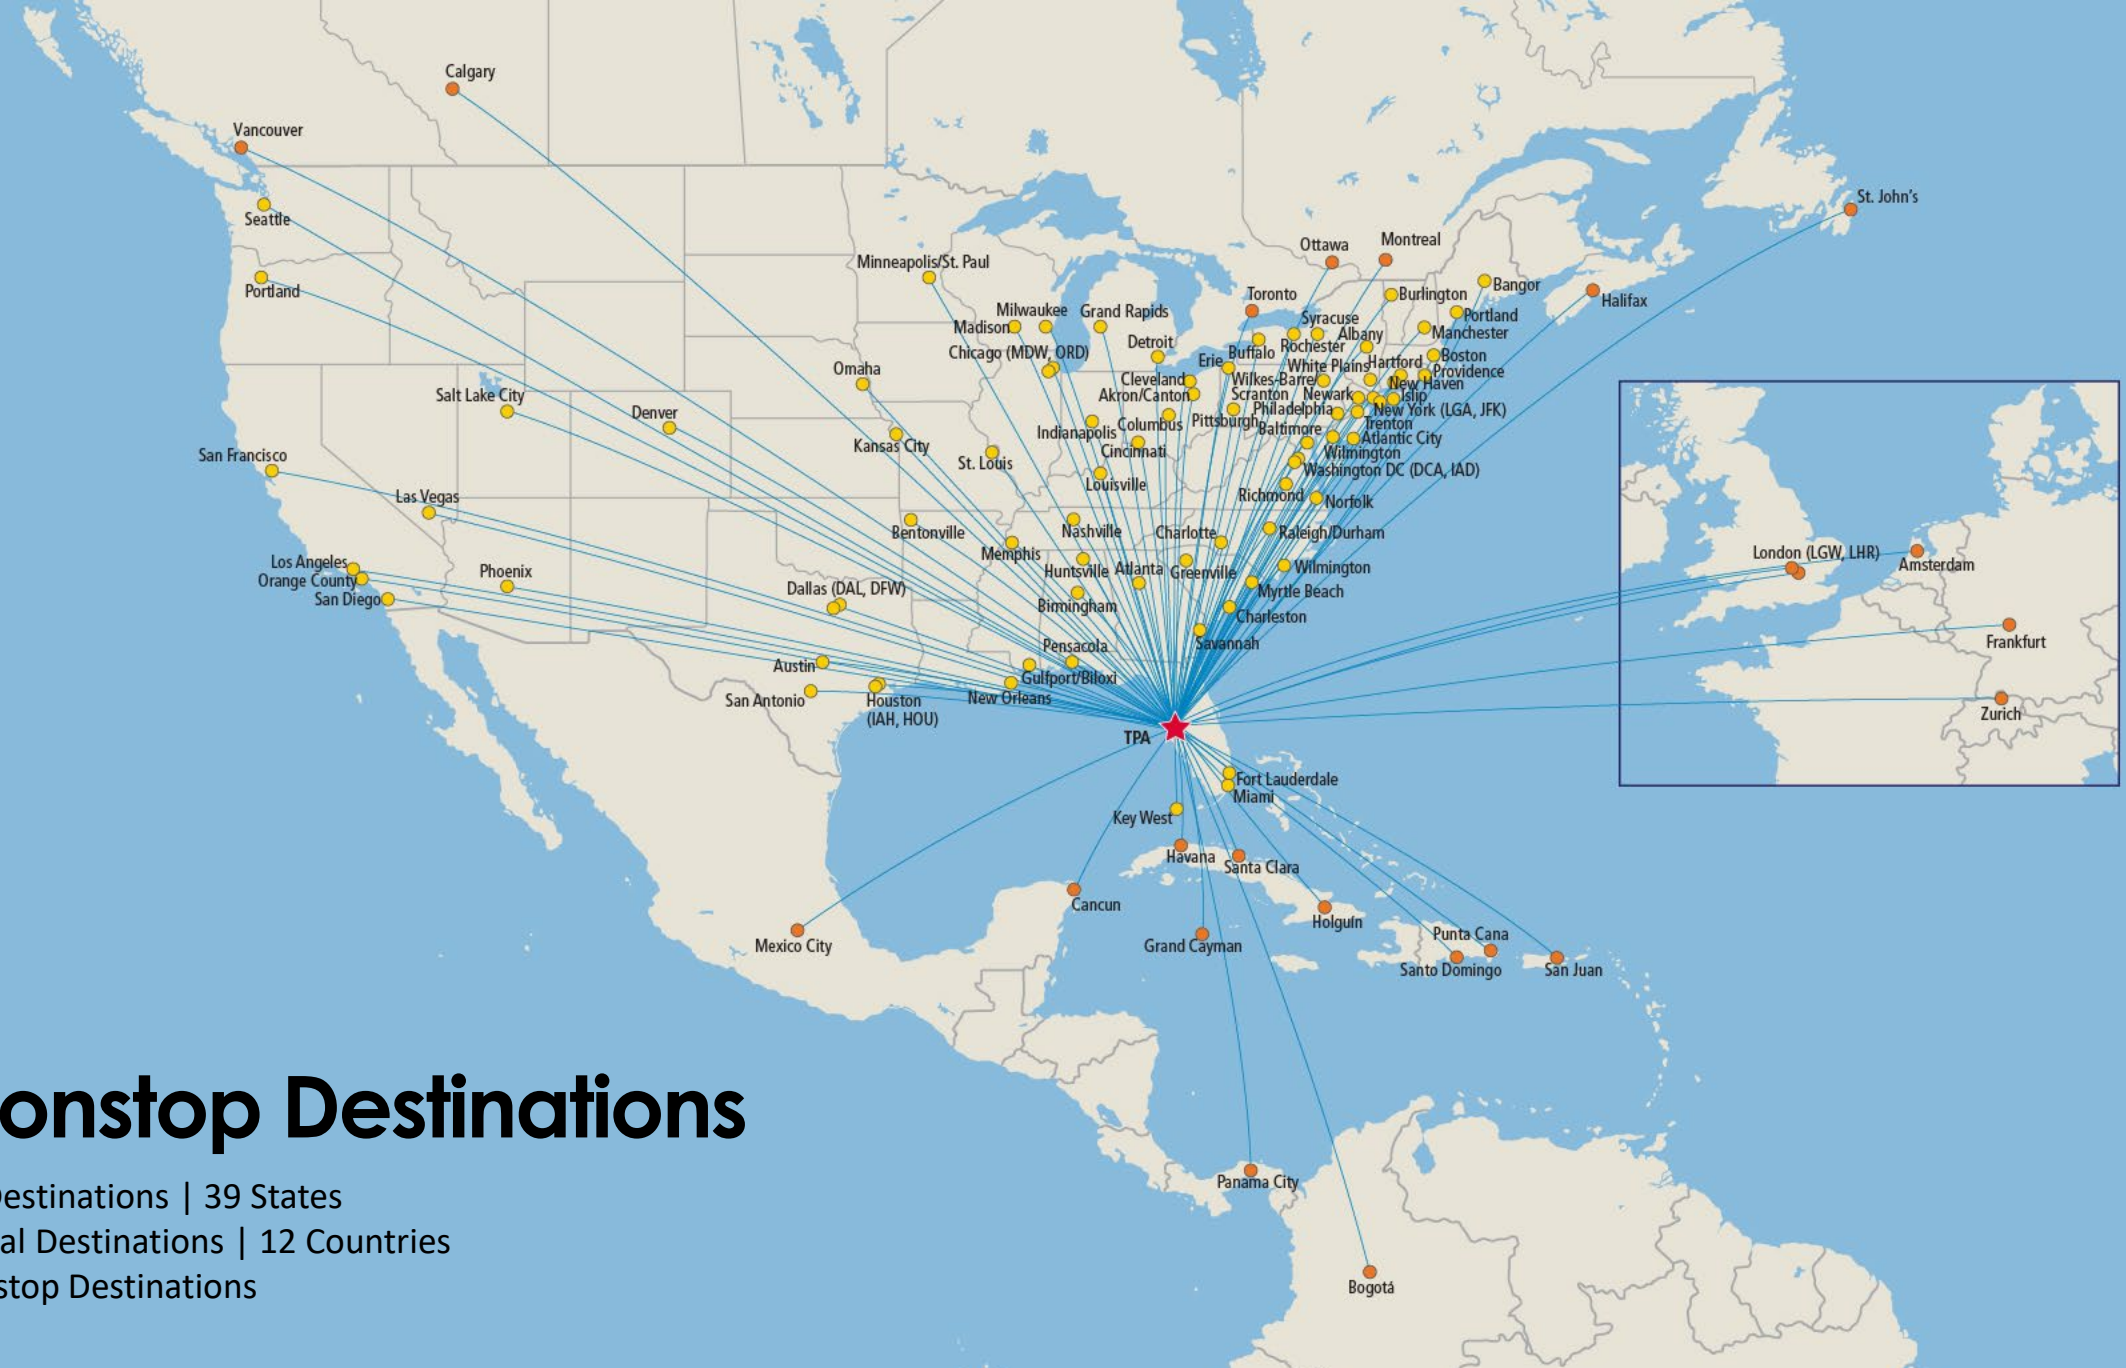 Calgary
Vancouver
Seattle
Portland
St. John's
Ottawa
Montreal
Minneapolis/St. Paul
Bangor
Burlington
Toronto
Halifax
Milwaukee
Grand Rapids
Portland
Madison
Syracuse
Manchester
Detroit
Albany
Rochester
Chicago (MDW, ORD)
Buffalo
Boston
Erie
White Plains
Hartford
Providence
Omaha
Cleveland
Wilkes-Barre
Scranton
New Haven
Akron/Canton
Newark
Islip
Salt Lake City
Denver
Philadelphia
New York (LGA, JFK)
Pittsburgh
Columbus
Trenton
Indianapolis
Baltimore
Atlantic City
Kansas City
Cincinnati
Wilmington
San Francisco
St. Louis
Washington DC (DCA, IAD)
Louisville
Las Vegas
Richmond
Norfolk
Bentonville
Nashville
Charlotte
Raleigh/Durham
Memphis
London (LGW, LHR)
Amsterdam
Los Angeles
Orange County
San Diego
Phoenix
Huntsville
Atlanta
Greenville
Wilmington
Dallas (DAL, DFW)
Myrtle Beach
Birmingham
Charleston
Frankfurt
Savannah
Pensacola
Austin
Gulfport/Biloxi
San Antonio
Houston
(IAH, HOU)
New Orleans
Zurich
TPA
Fort Lauderdale
Miami
Key West
Havana
Santa Clara
Cancun
Holguín
Mexico City
Grand Cayman
Punta Cana
Santo Domingo
San Juan
onstop Destinations
Panama City
estinations | 39 States
al Destinations | 12 Countries
stop Destinations
Bogotá